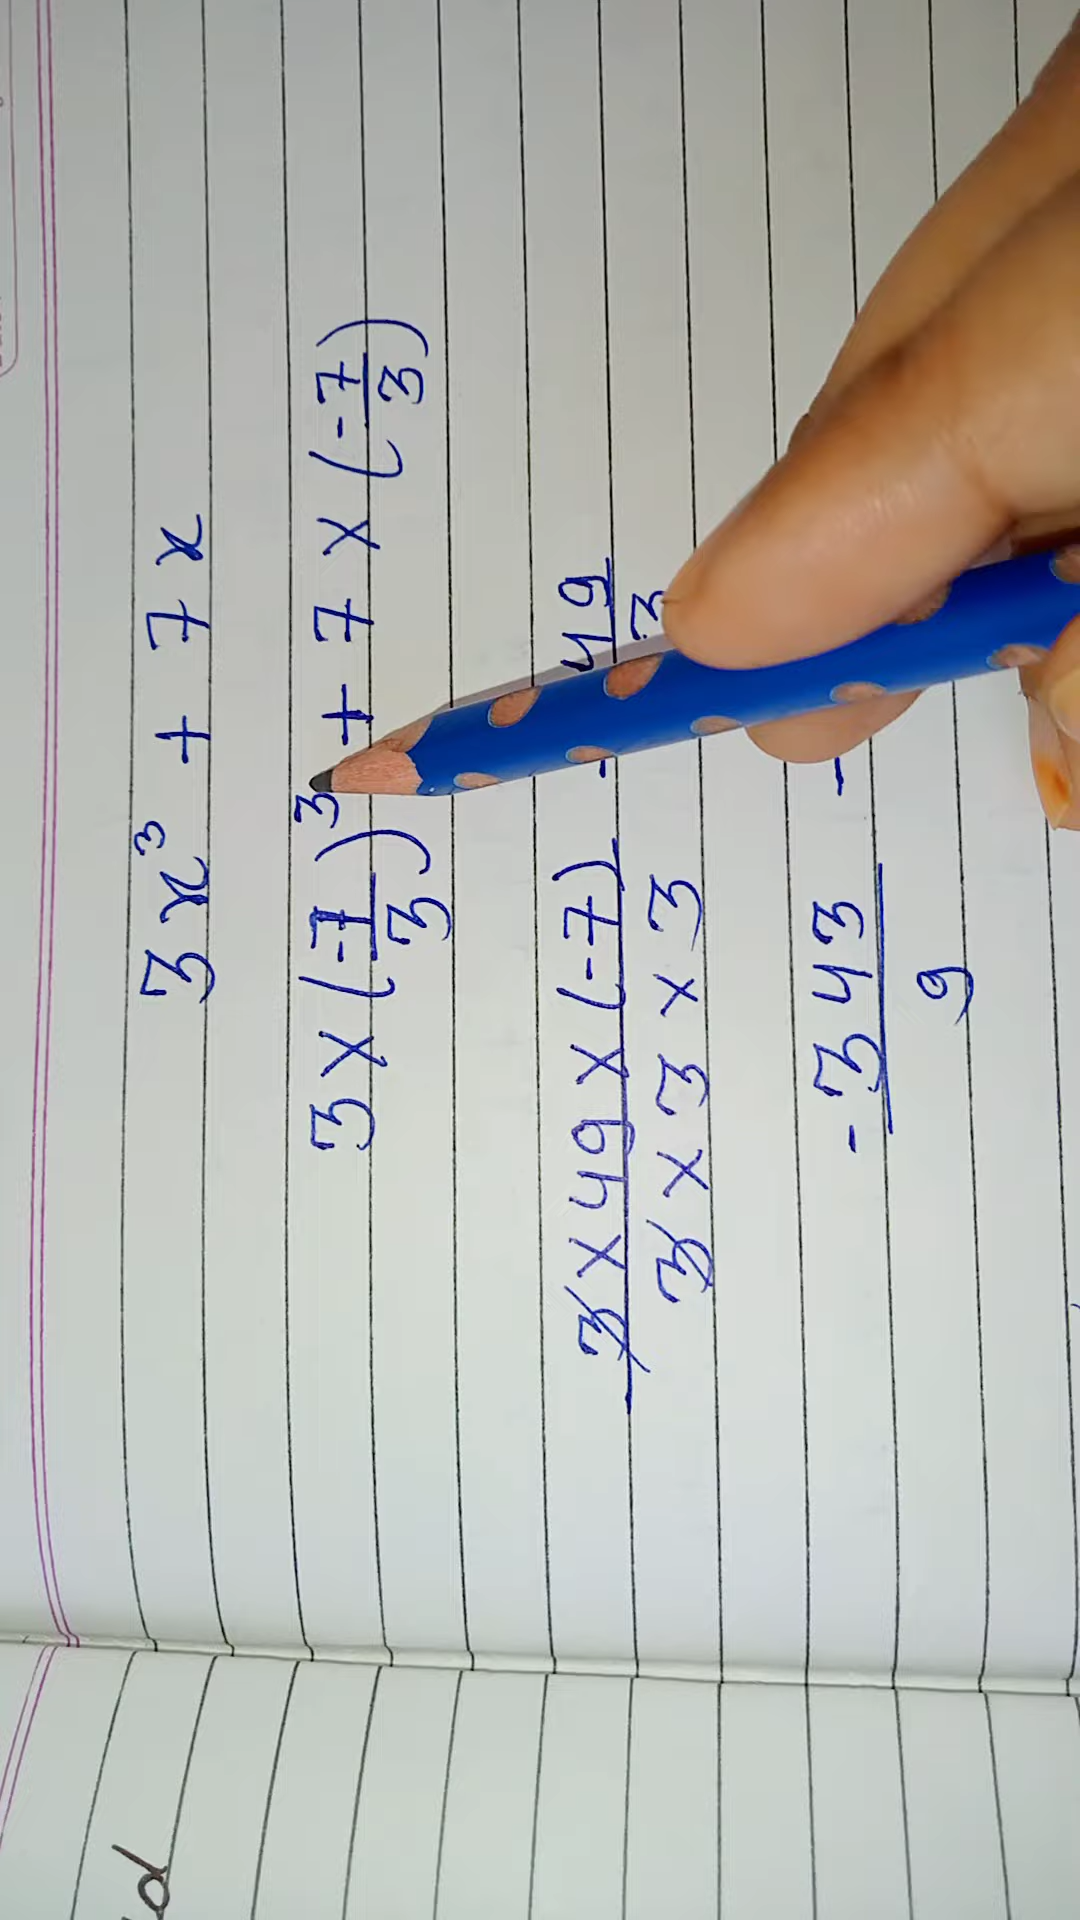 3x³ + 7x
3 × (-7/3)³ + 7 × (-7/3)
3 × 49 × (-7) / 3 × 3 × 3 - 49/3
-343/9 -